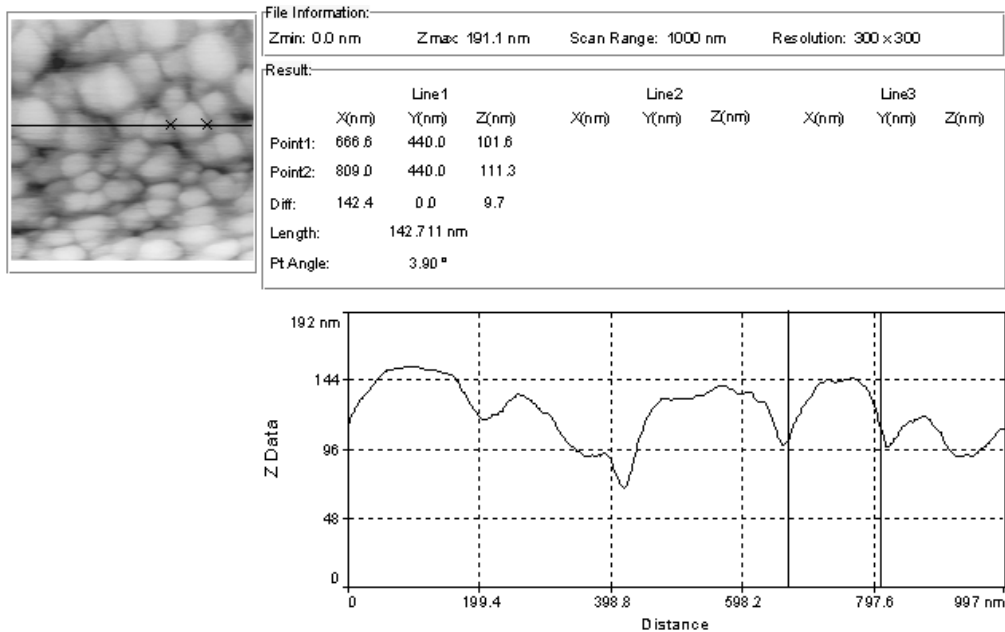 File Information:
Zmin: 0.0 nm Zmax: 191.1 nm Scan Range: 1000 nm Resolution: 300 x 300
Result:
Line1 Line2 Line3
X(nm) Y(nm) Z(nm) X(nm) Y(nm) Z(nm) X(nm) Y(nm) Z(nm)
Point1: 666.6 440.0 101.6
Point2: 809.0 440.0 111.3
Diff: 142.4 0.0 9.7
Length: 142.711 nm
Pt Angle: 3.90 °
192 nm
144
96
48
0
Z Data
0 199.4 398.8 598.2 797.6 997 nm
Distance